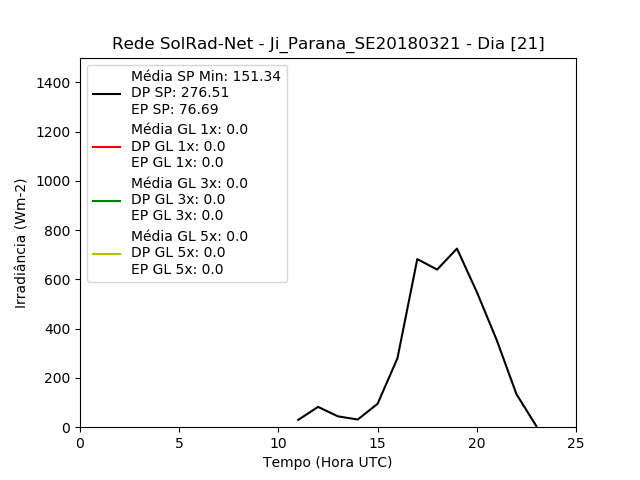 Rede SolRad-Net - Ji_Parana_SE20180321 - Dia [21]
Média SP Min: 151.34
DP SP: 276.51
EP SP: 76.69
Média GL 1x: 0.0
DP GL 1x: 0.0
EP GL 1x: 0.0
Média GL 3x: 0.0
DP GL 3x: 0.0
EP GL 3x: 0.0
Média GL 5x: 0.0
DP GL 5x: 0.0
EP GL 5x: 0.0
Irradiância (Wm-2)
1400
1200
1000
800
600
400
200
0
0 5 10 15 20 25
Tempo (Hora UTC)